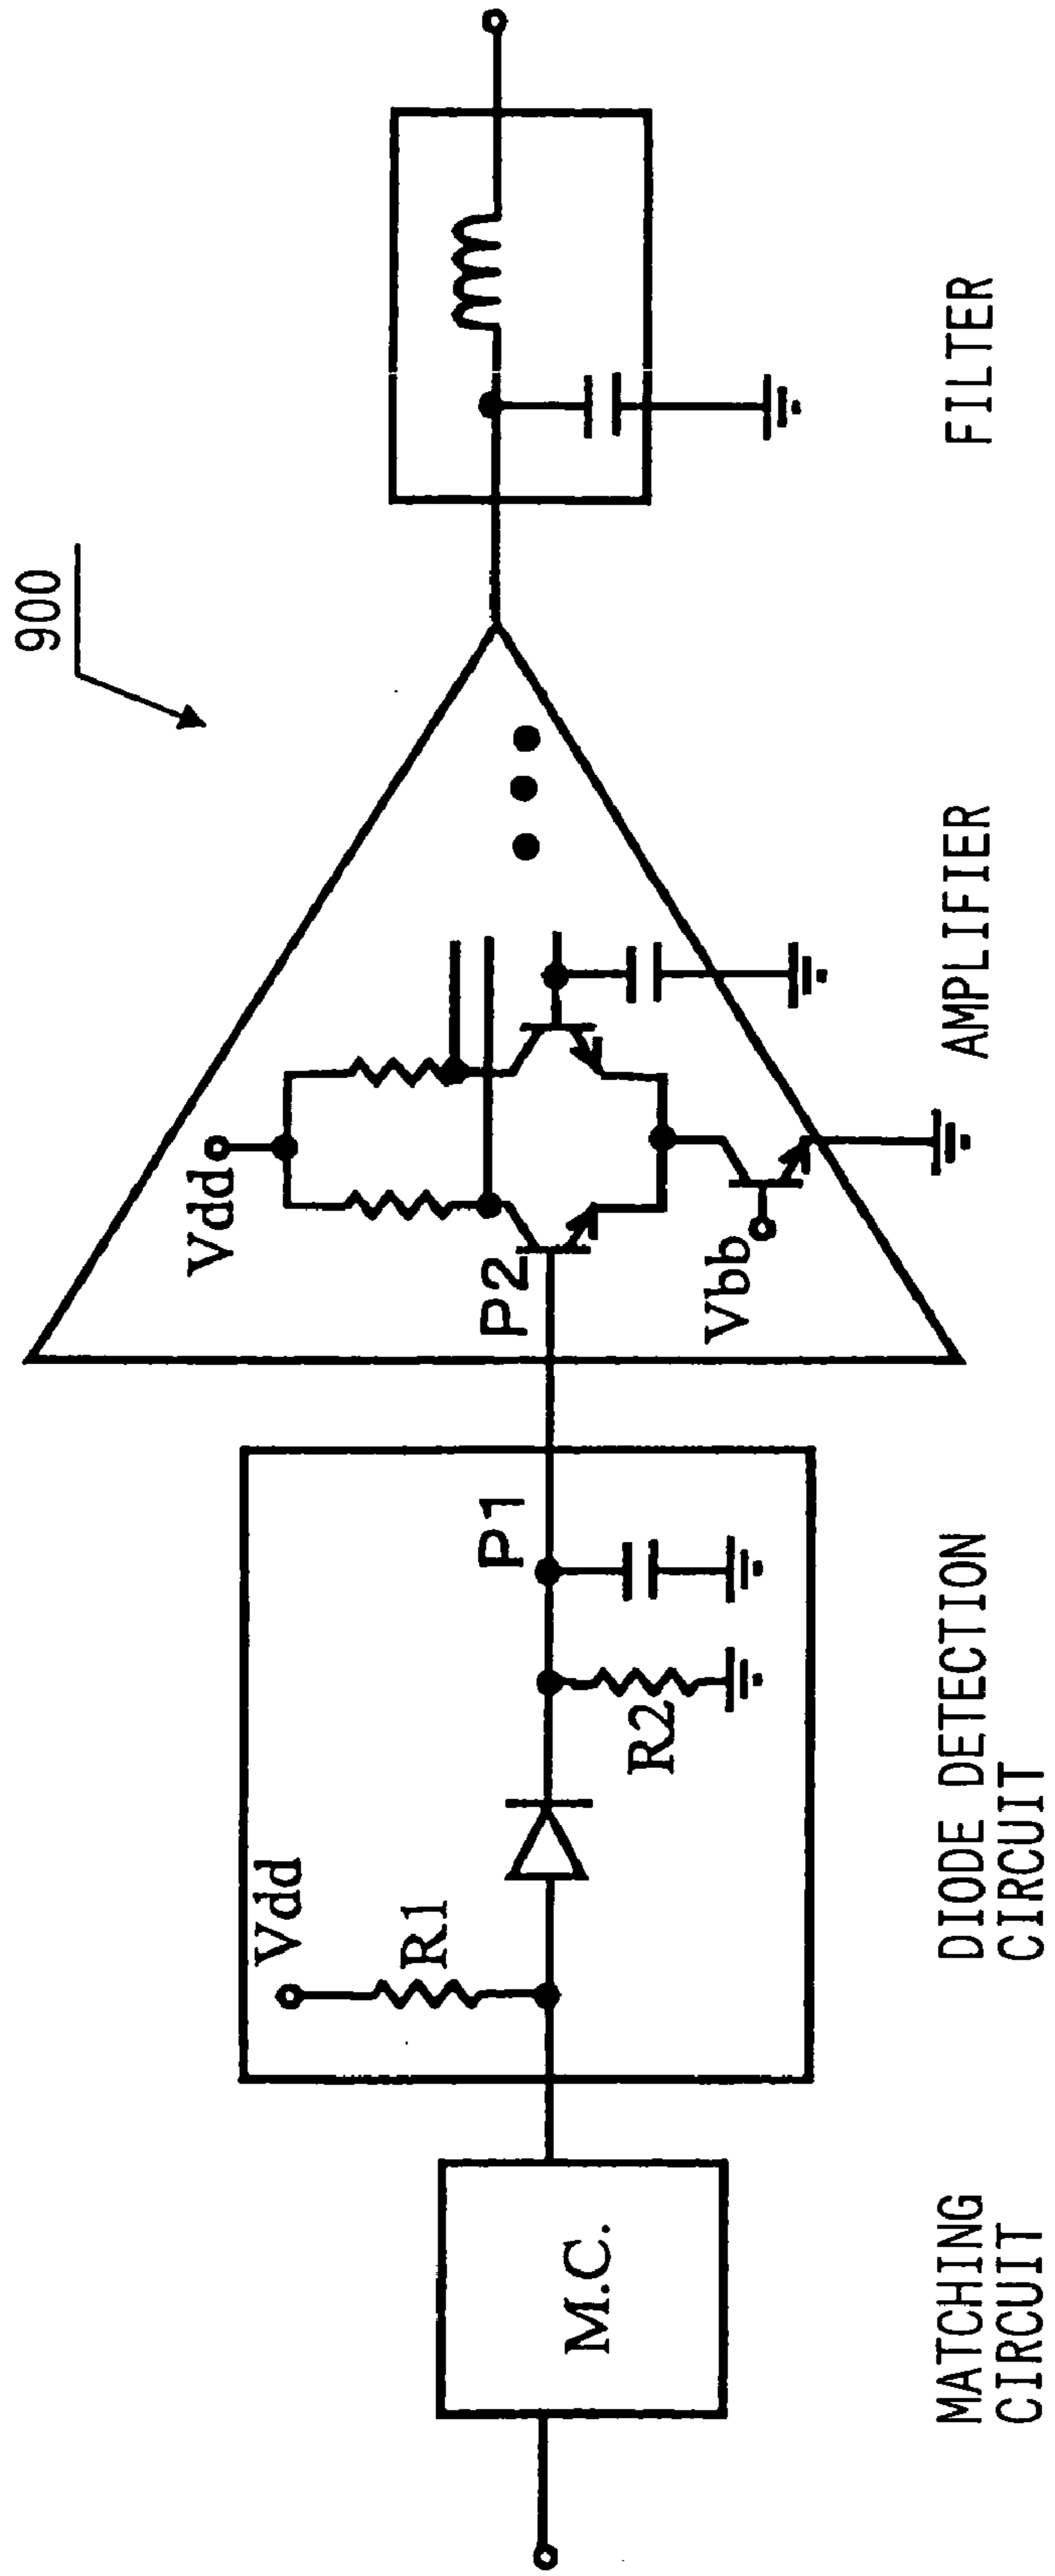 900
Vdd
P2
Vbb
Vdd
R1
P1
R2
M.C.
MATCHING
CIRCUIT
DIODE DETECTION
CIRCUIT
AMPLIFIER
FILTER